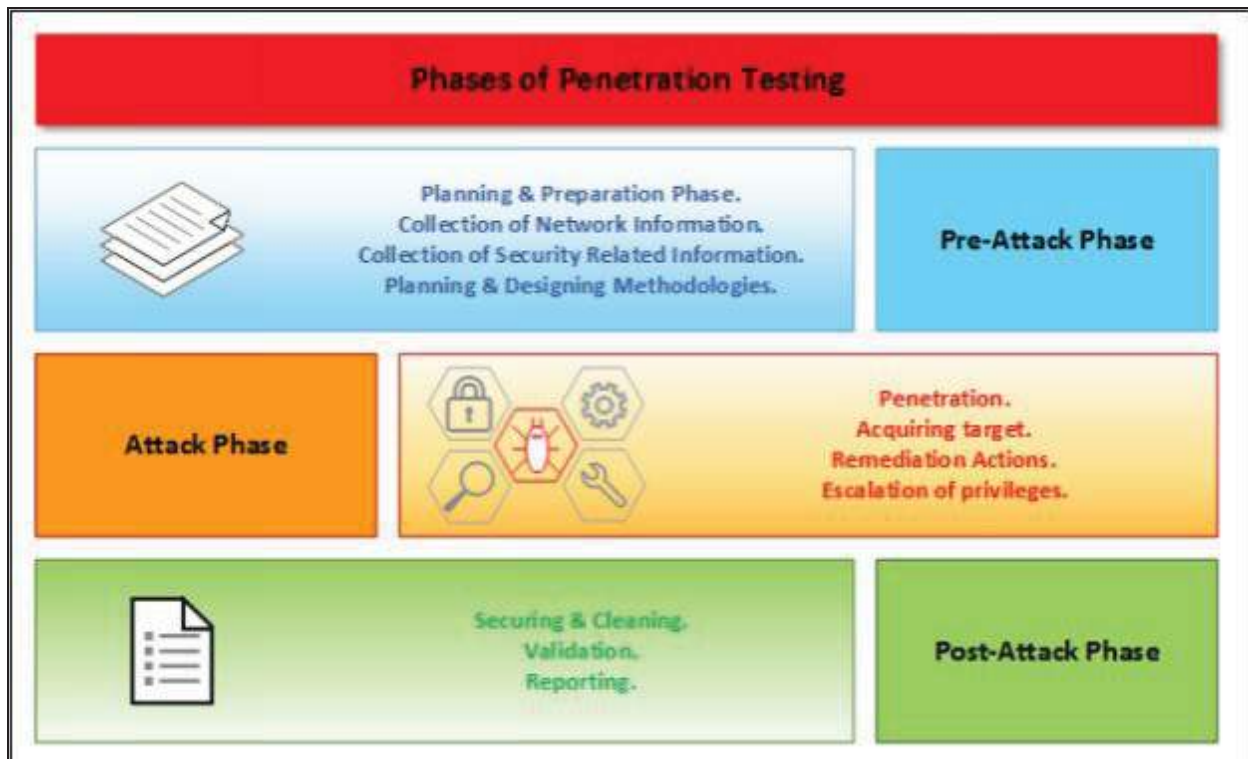 Phases of Penetration Testing
Planning & Preparation Phase.
Collection of Network Information.
Collection of Security Related Information.
Planning & Designing Methodologies.
Pre-Attack Phase
Attack Phase
Penetration.
Acquiring target.
Remediation Actions.
Escalation of privileges.
Securing & Cleaning.
Validation.
Reporting.
Post-Attack Phase